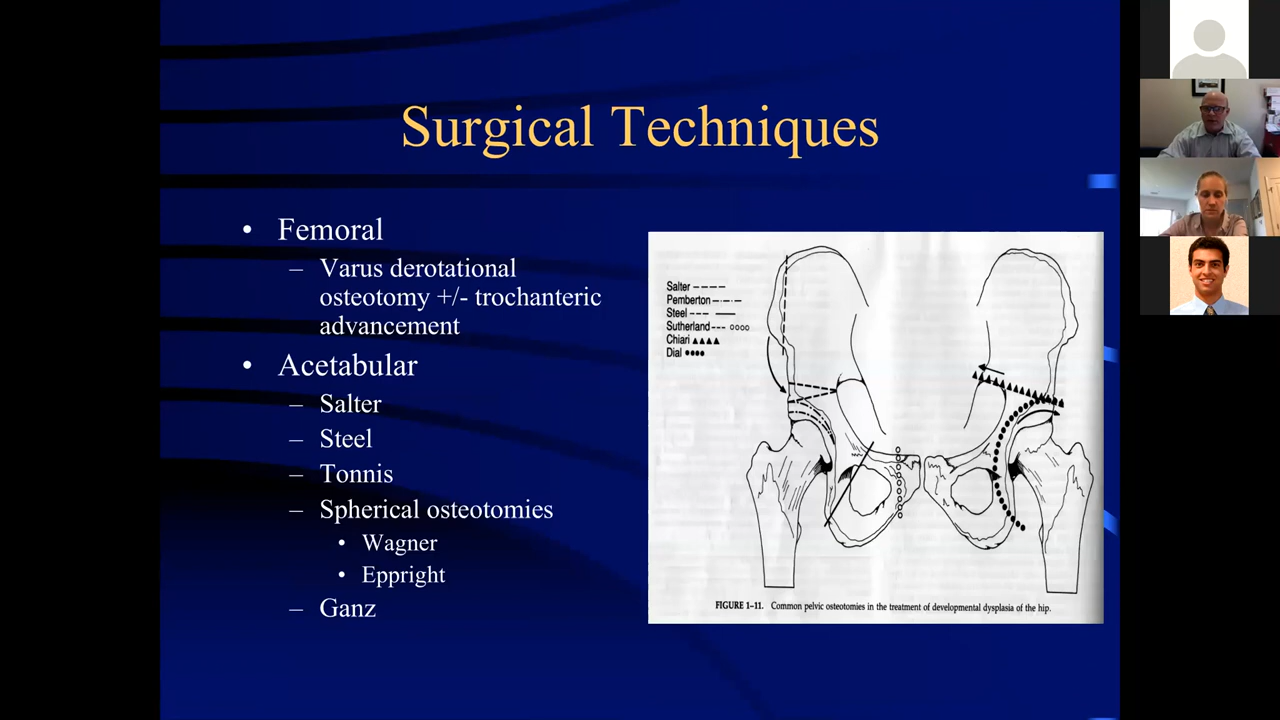 Surgical Techniques
• Femoral
– Varus derotational
osteotomy +/- trochanteric
advancement
• Acetabular
– Salter
– Steel
– Tonnis
– Spherical osteotomies
• Wagner
• Eppright
– Ganz
Salter
Pemberton
Steel
Sutherland
Chiari
Dial
FIGURE 1–11. Common pelvic osteotomies in the treatment of developmental dysplasia of the hip.